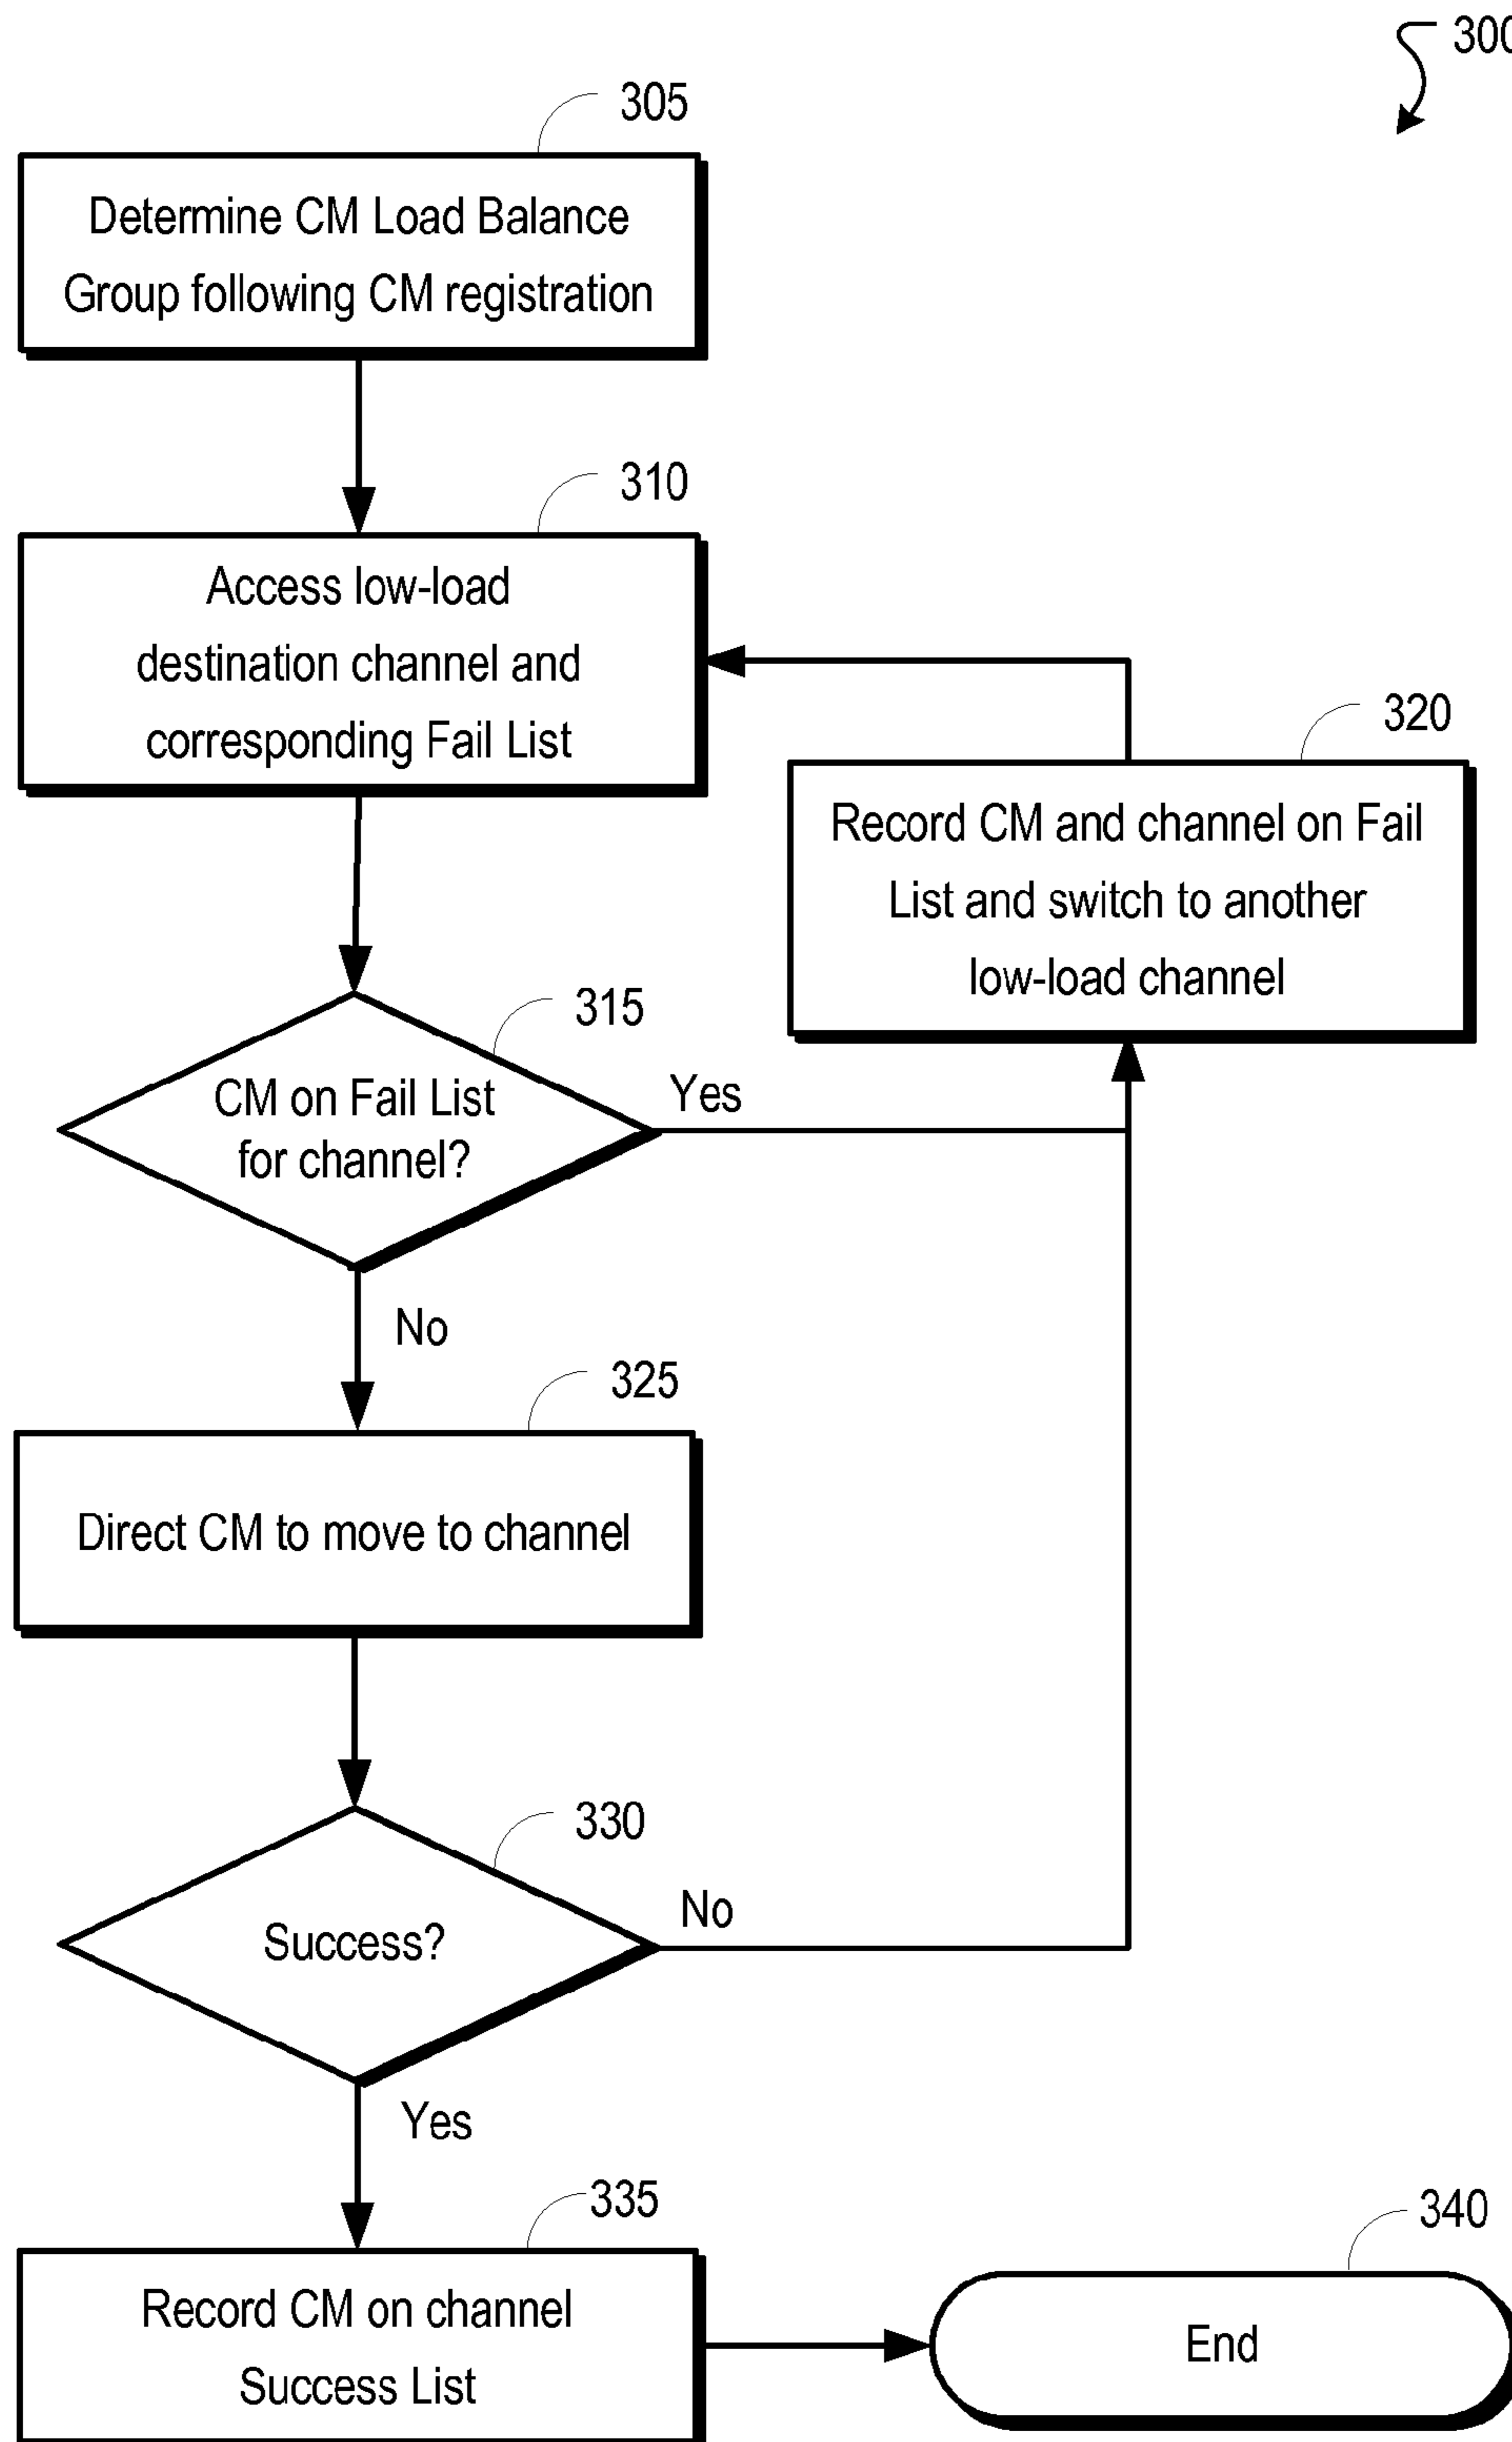 300
305
Determine CM Load Balance
Group following CM registration
310
Access low-load
destination channel and
corresponding Fail List
320
Record CM and channel on Fail
List and switch to another
low-load channel
315
CM on Fail List
for channel?
Yes
No
325
Direct CM to move to channel
330
Success?
No
Yes
335
Record CM on channel
Success List
340
End